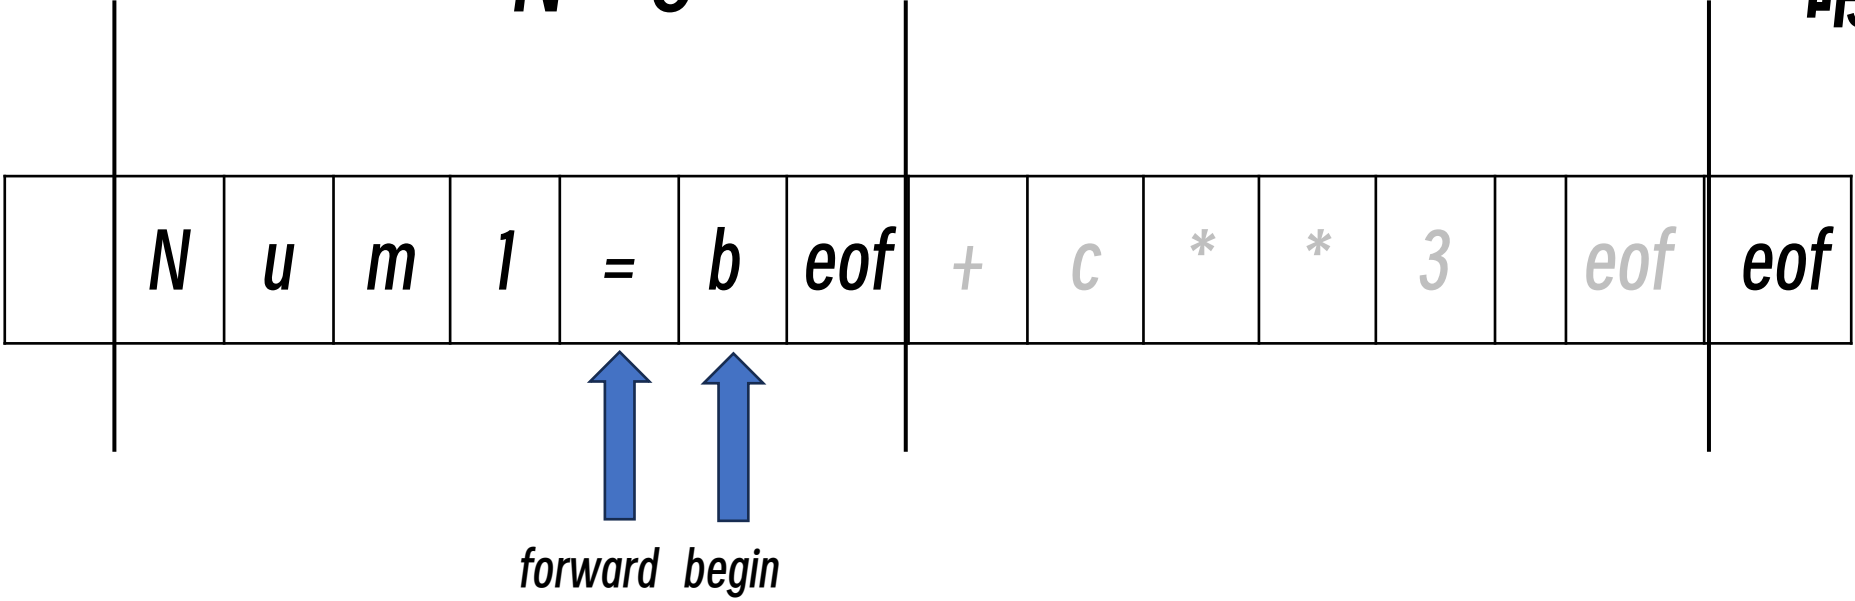 N u m 1 = b eof + c * * 3 eof eof
forward begin